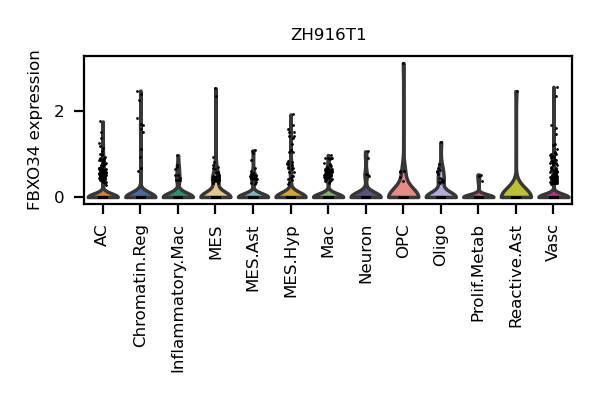 ZH916T1
FBXO34 expression
2
0
AC
Chromatin.Reg
Inflammatory.Mac
MES
MES.Ast
MES.Hyp
Mac
Neuron
OPC
Oligo
Prolif.Metab
Reactive.Ast
Vasc